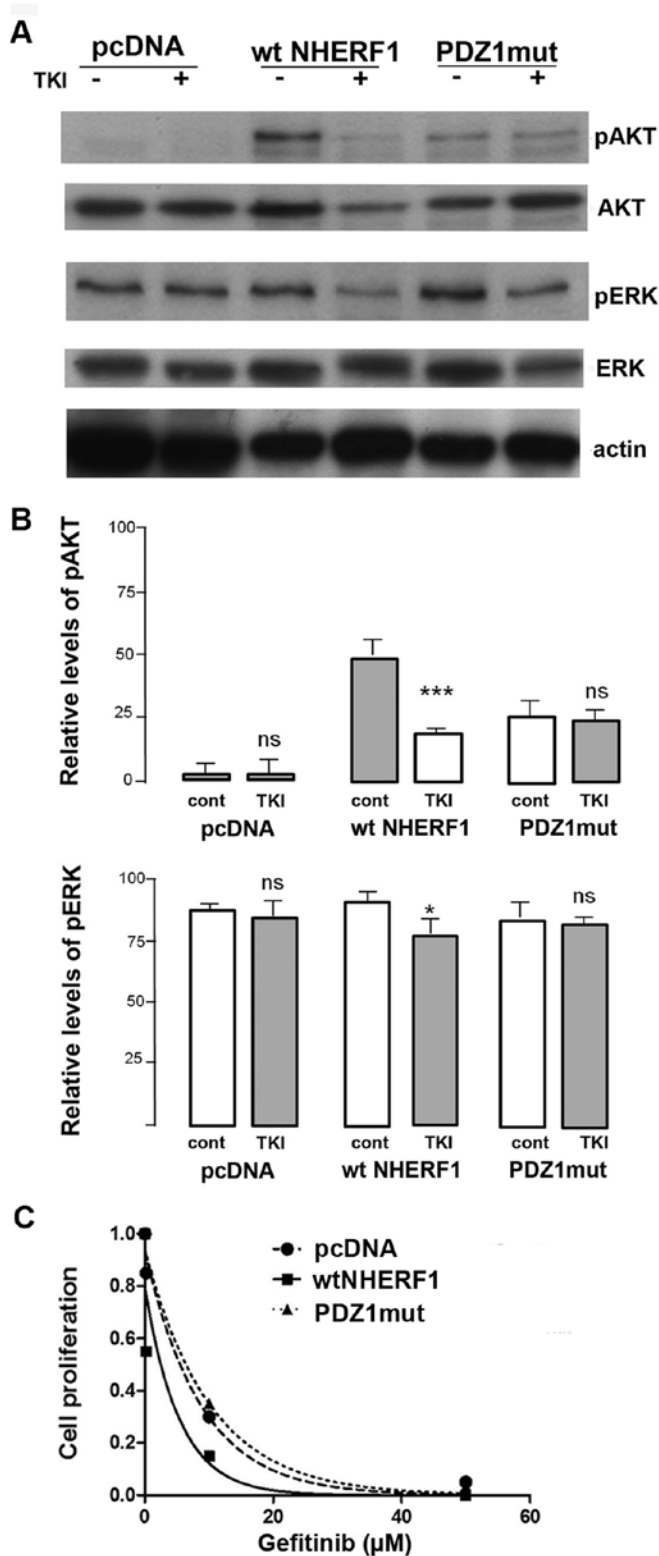 A
pcDNA wt NHERF1 PDZ1mut
TKI - + - + - +
pAKT
AKT
pERK
ERK
actin
B
Relative levels of pAKT
100
75
50
25
0
ns
***
ns
cont TKI cont TKI cont TKI
pcDNA wt NHERF1 PDZ1mut
Relative levels of pERK
100
75
50
25
ns
*
ns
cont TKI cont TKI cont TKI
pcDNA wt NHERF1 PDZ1mut
C
Cell proliferation
1.0
0.8
0.6
0.4
0.2
0.0
pcDNA
wtNHERF1
PDZ1mut
0 20 40 60
Gefitinib (µM)